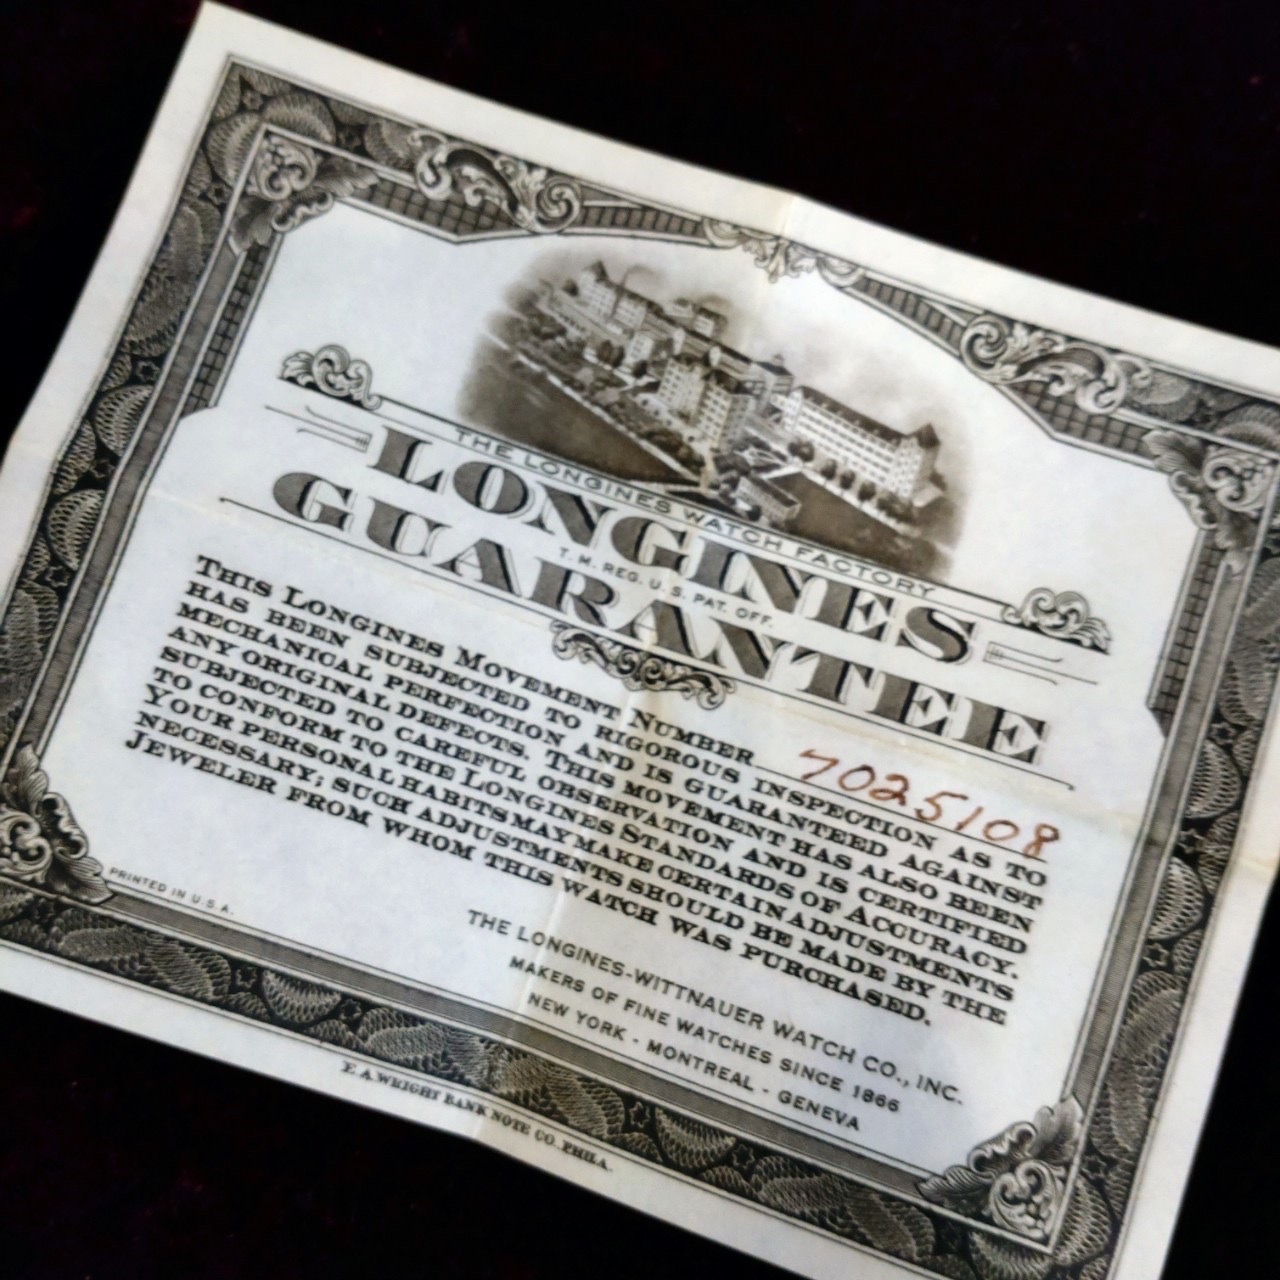 THE LONGINES WATCH FACTORY
LONGINES
T. M. REG. U. S. PAT. OFF.
GUARANTEE
THIS LONGINES MOVEMENT NUMBER 7025108
HAS BEEN SUBJECTED TO RIGOROUS INSPECTION AS TO
MECHANICAL PERFECTION AND IS GUARANTEED AGAINST
ANY ORIGINAL DEFECTS. THIS MOVEMENT HAS ALSO BEEN
SUBJECTED TO CAREFUL OBSERVATION AND IS CERTIFIED
TO CONFORM TO THE LONGINES STANDARDS OF ACCURACY.
YOUR PERSONAL HABITS MAY MAKE CERTAIN ADJUSTMENTS
NECESSARY; SUCH ADJUSTMENTS SHOULD BE MADE BY THE
JEWELER FROM WHOM THIS WATCH WAS PURCHASED.
THE LONGINES-WITTNAUER WATCH CO., INC.
MAKERS OF FINE WATCHES SINCE 1866
NEW YORK - MONTREAL - GENEVA
PRINTED IN U.S.A.
E. A. WRIGHT BANK NOTE CO. PHILA.